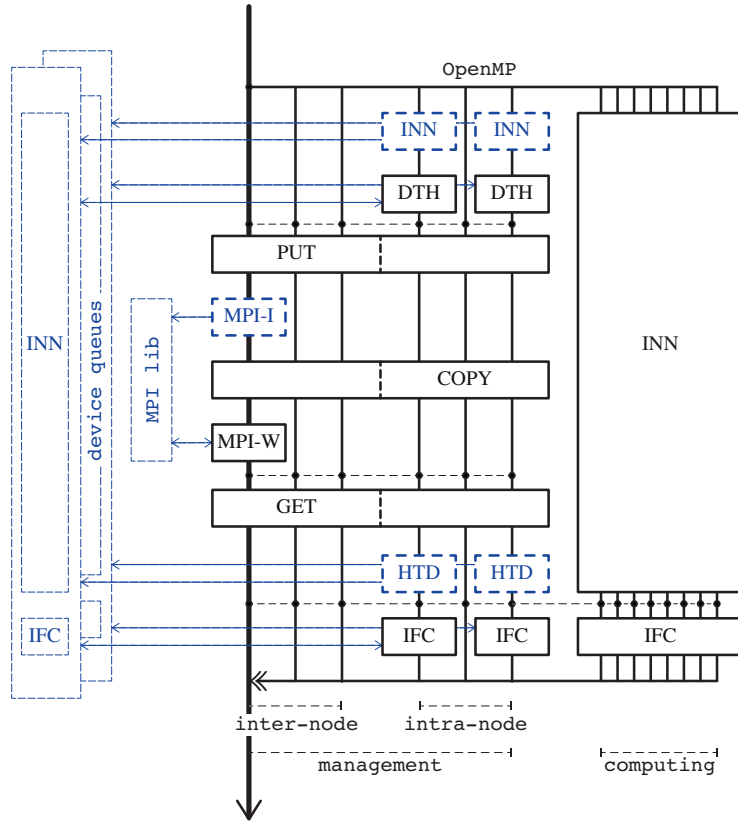 OpenMP
INN INN
DTH DTH
PUT
MPI-I
INN
device queues
MPI lib
INN
COPY
MPI-W
GET
HTD HTD
IFC
IFC IFC IFC
inter-node intra-node
management computing